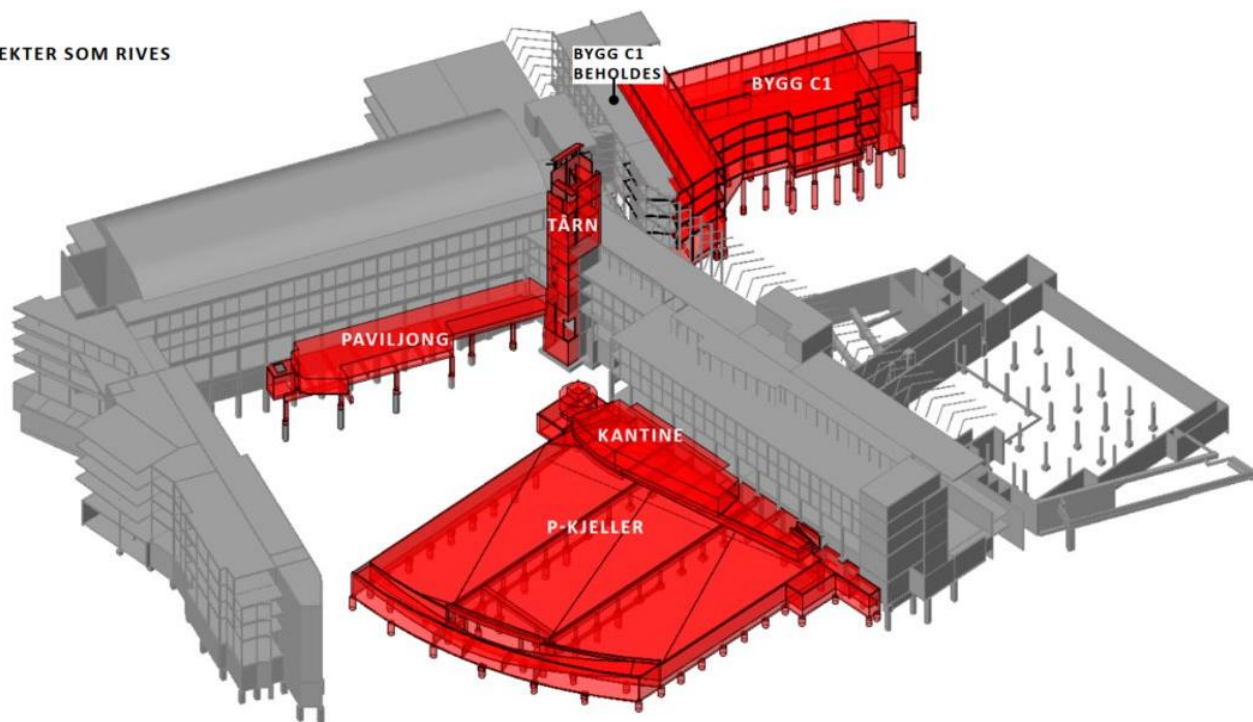 EKTER SOM RIVES
BYGG C1
BEHOLDES
BYGG C1
TÅRN
PAVILJONG
KANTINE
P-KJELLER